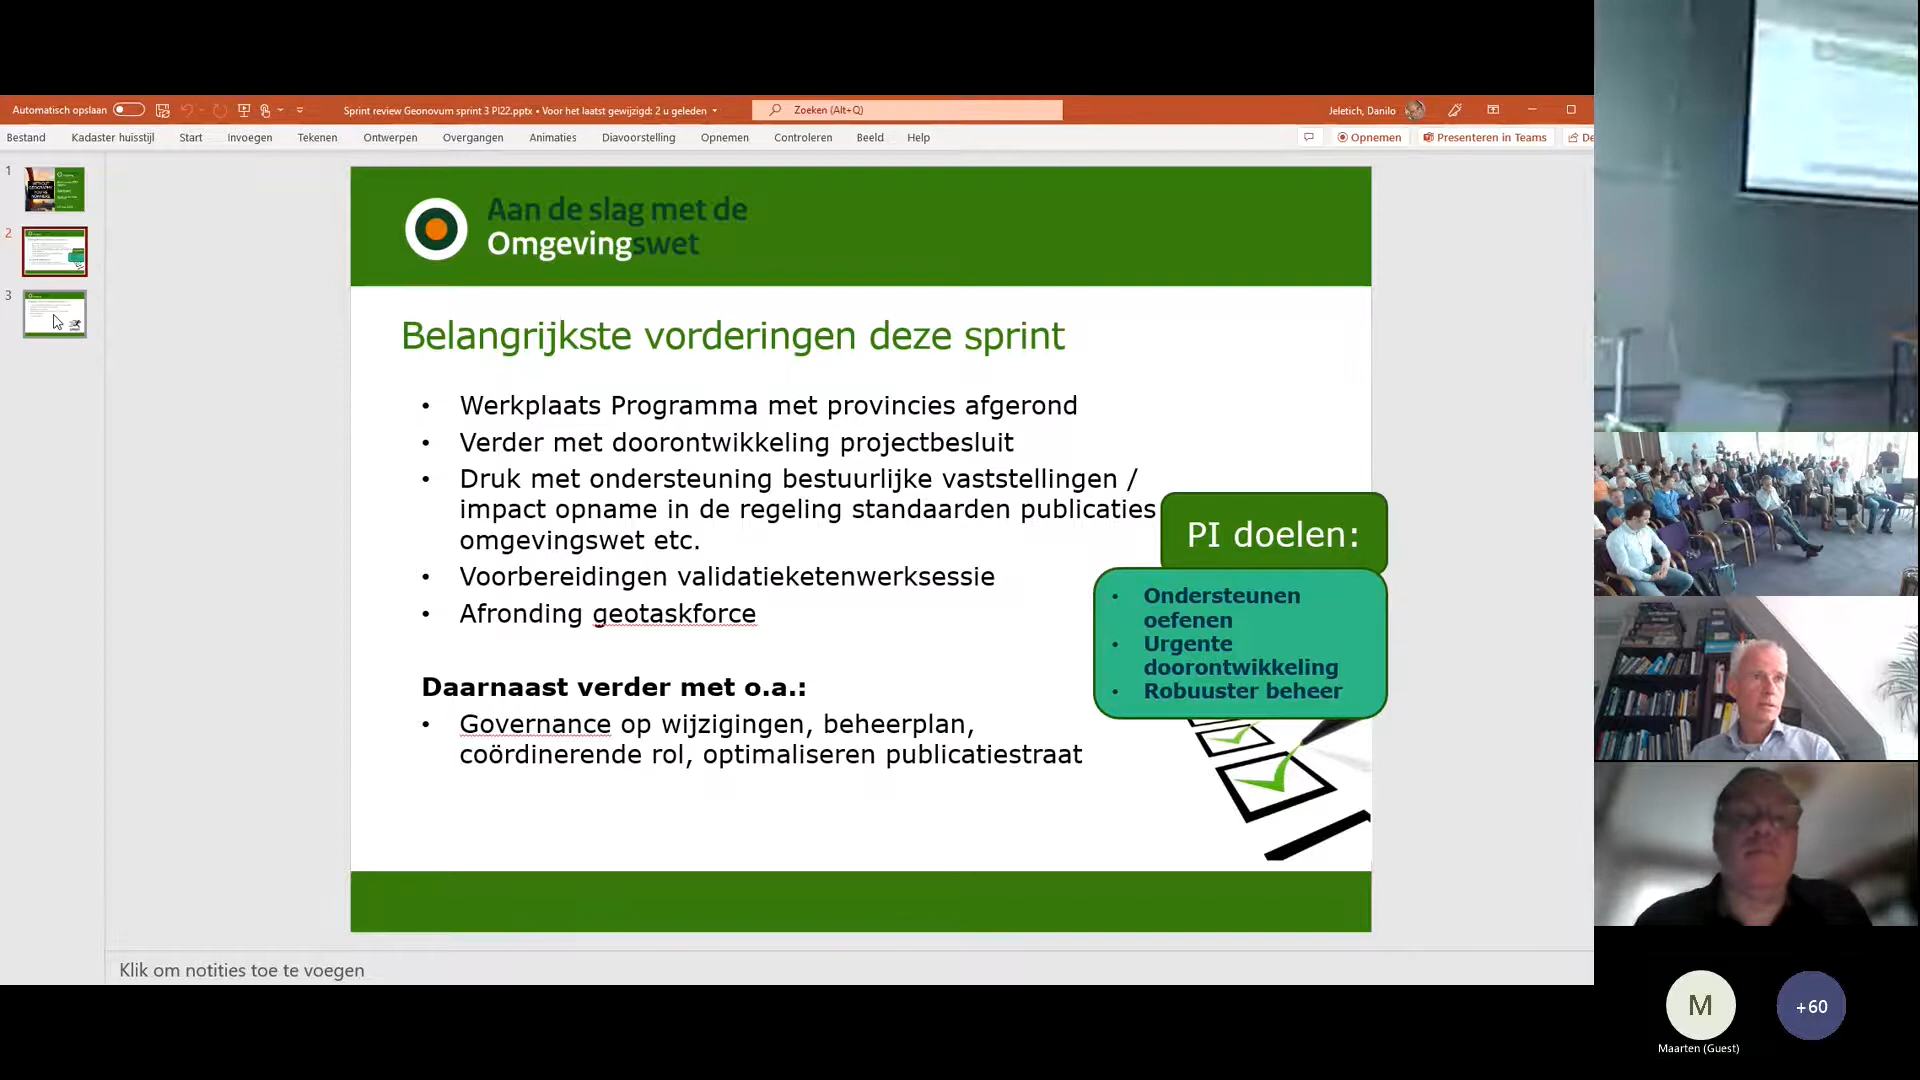 Automatisch opslaan
Sprint review Geonovum sprint 3 PI22.pptx • Voor het laatst gewijzigd: 2 u geleden
Zoeken (Alt+Q)
Jeletich, Danilo
Bestand Kadaster huisstijl Start Invoegen Tekenen Ontwerpen Overgangen Animaties Diavoorstelling Opnemen Controleren Beeld Help
Opnemen Presenteren in Teams De
1
2
3
Aan de slag met de
Omgevingswet
Belangrijkste vorderingen deze sprint
• Werkplaats Programma met provincies afgerond
• Verder met doorontwikkeling projectbesluit
• Druk met ondersteuning bestuurlijke vaststellingen /
impact opname in de regeling standaarden publicaties
omgevingswet etc.
• Voorbereidingen validatieketenwerksessie
• Afronding geotaskforce
Daarnaast verder met o.a.:
• Governance op wijzigingen, beheerplan,
coördinerende rol, optimaliseren publicatiestraat
PI doelen:
• Ondersteunen
oefenen
• Urgente
doorontwikkeling
• Robuuster beheer
Klik om notities toe te voegen
M
+60
Maarten (Guest)